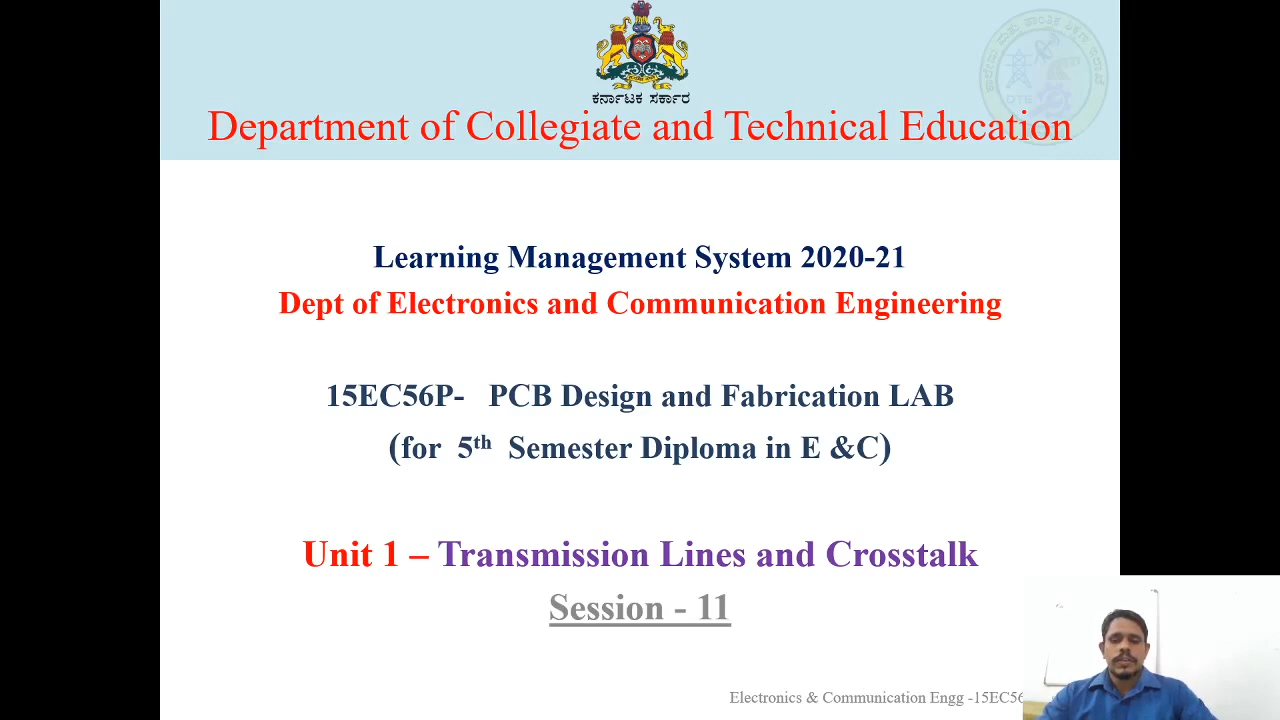 ಕರ್ನಾಟಕ ಸರ್ಕಾರ
Department of Collegiate and Technical Education
DTE
Learning Management System 2020-21
Dept of Electronics and Communication Engineering
15EC56P- PCB Design and Fabrication LAB
(for 5th Semester Diploma in E &C)
Unit 1 – Transmission Lines and Crosstalk
Session - 11
Electronics & Communication Engg -15EC56